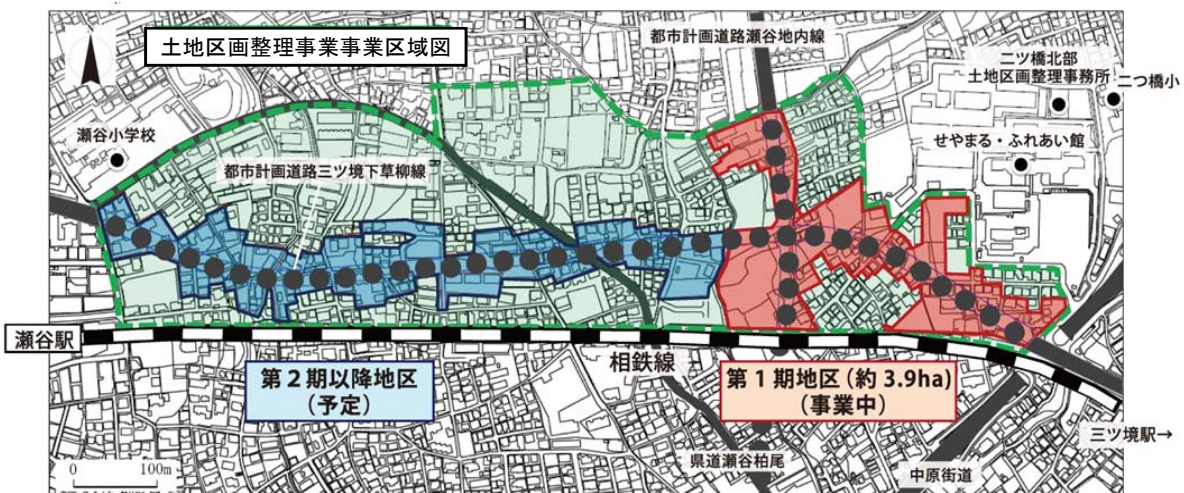 土地区画整理事業事業区域図
都市計画道路瀬谷地内線
二ツ橋北部
土地区画整理事務所
二つ橋小
瀬谷小学校
せやまる・ふれあい館
都市計画道路三ツ境下草柳線
瀬谷駅
相鉄線
第2期以降地区
(予定)
第1期地区(約3.9ha)
(事業中)
三ツ境駅→
県道瀬谷柏尾
中原街道
0 100m